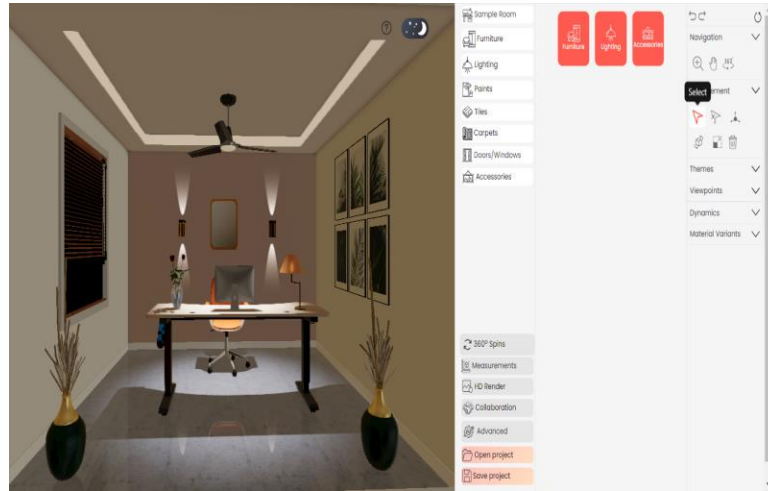 Sample Room
Furniture
Lighting
Paints
Tiles
Carpets
Doors/Windows
Accessories
360° Spins
Measurements
HD Render
Collaboration
Advanced
Open project
Save project
Furniture
Lighting
Accessories
Navigation
Select
ement
Themes
Viewpoints
Dynamics
Material Variants